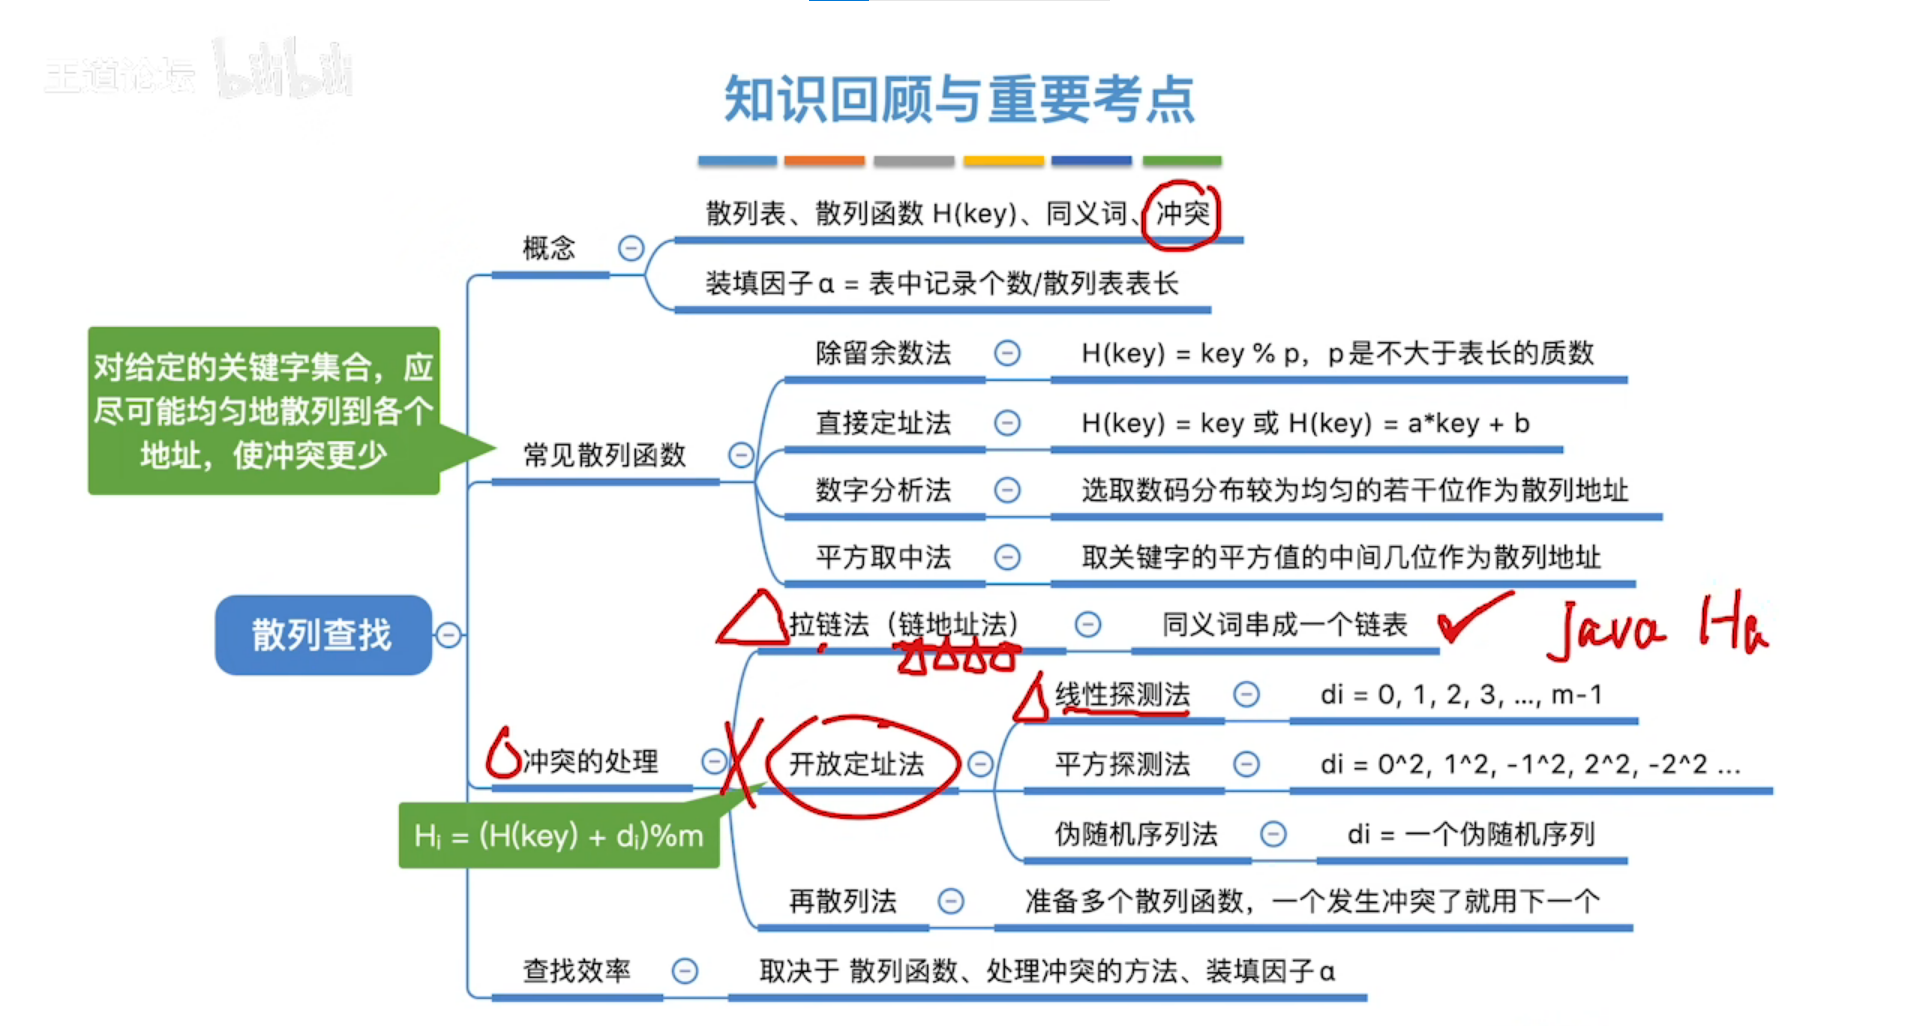 王道论坛 bilibili
知识回顾与重要考点
散列表、散列函数 H(key)、同义词、冲突
概念
装填因子α = 表中记录个数/散列表表长
对给定的关键字集合，应
尽可能均匀地散列到各个
地址，使冲突更少
除留余数法
H(key) = key % p，p是不大于表长的质数
直接定址法
H(key) = key 或 H(key) = a*key + b
常见散列函数
数字分析法
选取数码分布较为均匀的若干位作为散列地址
平方取中法
取关键字的平方值的中间几位作为散列地址
散列查找
拉链法（链地址法）
同义词串成一个链表
java Ha
线性探测法
di = 0, 1, 2, 3, ..., m-1
冲突的处理
开放定址法
平方探测法
di = 0^2, 1^2, -1^2, 2^2, -2^2 ...
Hi = (H(key) + di)%m
伪随机序列法
di = 一个伪随机序列
再散列法
准备多个散列函数，一个发生冲突了就用下一个
查找效率
取决于 散列函数、处理冲突的方法、装填因子α